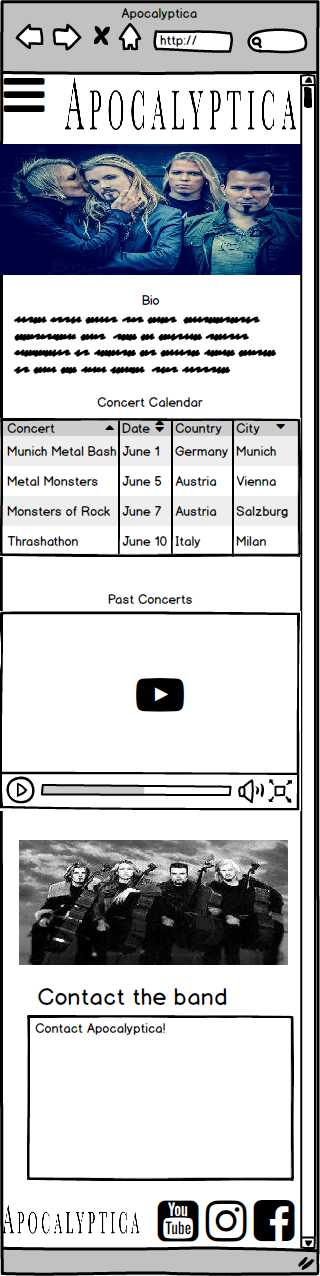 Apocalyptica
http://
APOCALYPTICA
Bio
Concert Calendar
Concert Date Country City
Munich Metal Bash June 1 Germany Munich
Metal Monsters June 5 Austria Vienna
Monsters of Rock June 7 Austria Salzburg
Thrashathon June 10 Italy Milan
Past Concerts
Contact the band
Contact Apocalyptica!
APOCALYPTICA
You
Tube